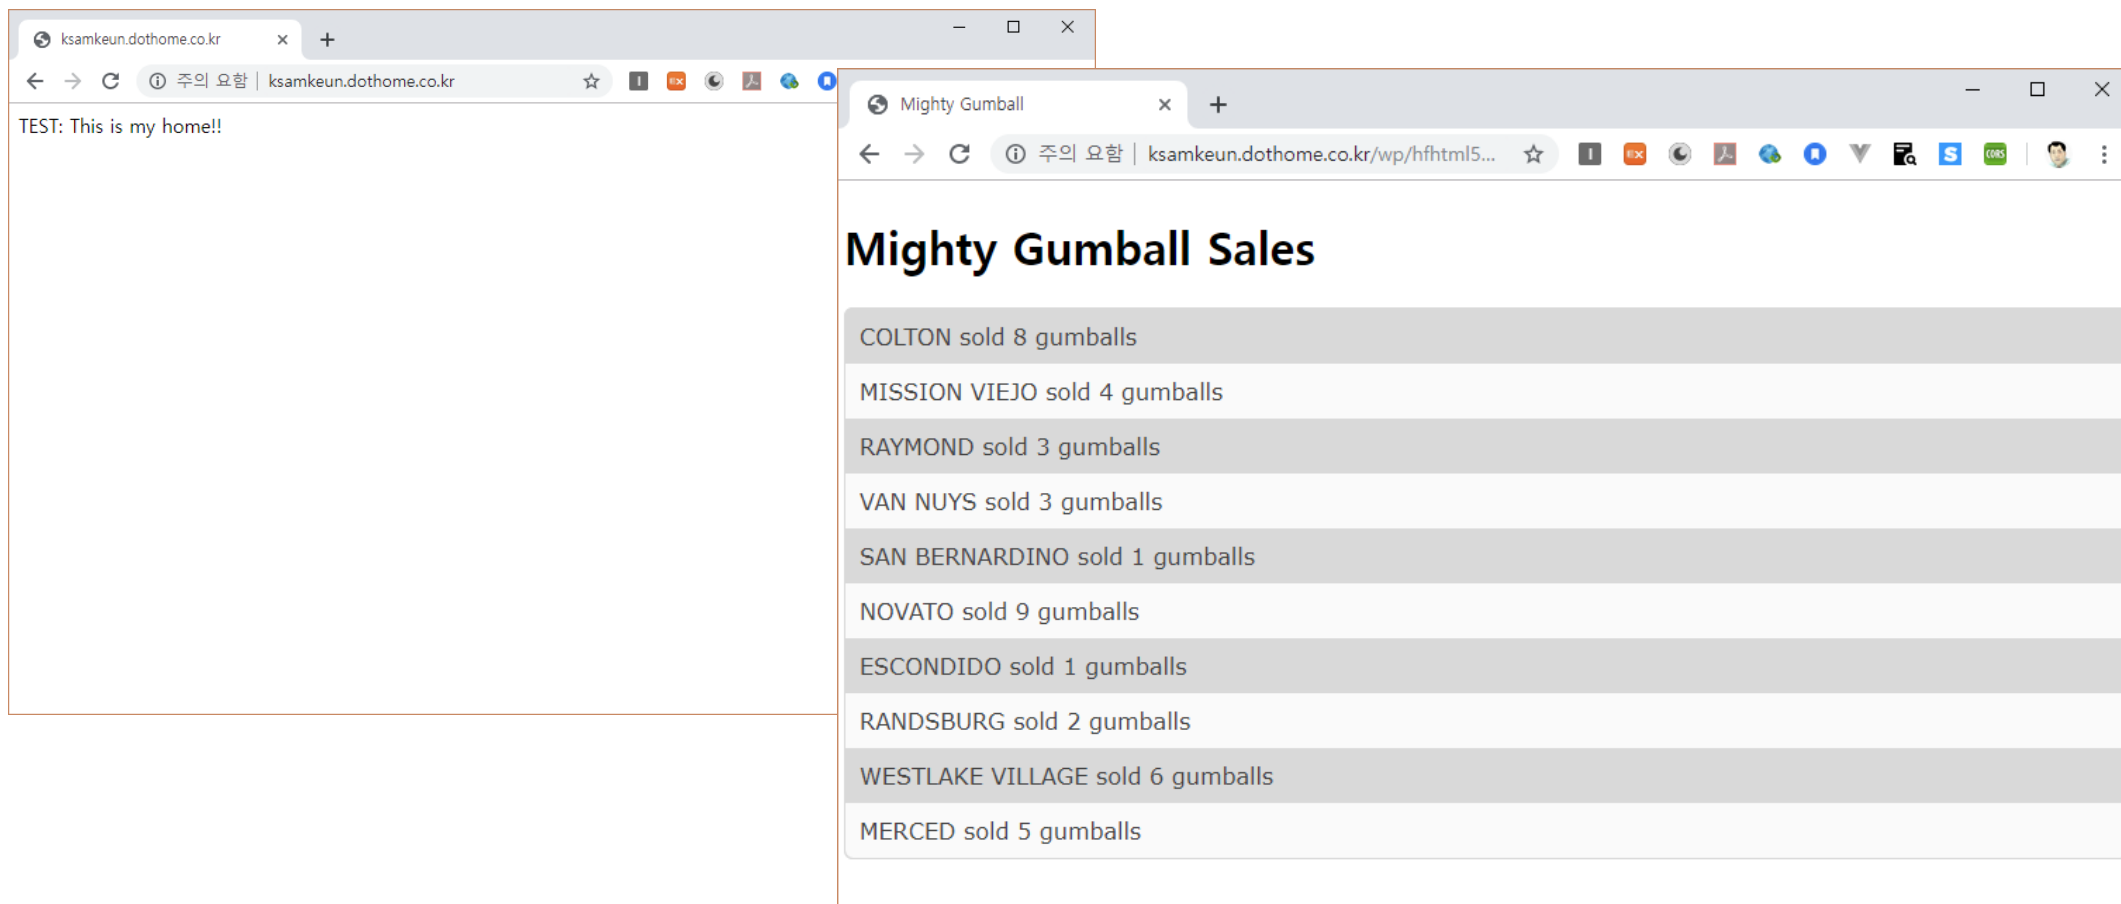 ksamkeun.dothome.co.kr
주의 요함 | ksamkeun.dothome.co.kr
TEST: This is my home!!
Mighty Gumball
주의 요함 | ksamkeun.dothome.co.kr/wp/hfhtml5...
Mighty Gumball Sales
COLTON sold 8 gumballs
MISSION VIEJO sold 4 gumballs
RAYMOND sold 3 gumballs
VAN NUYS sold 3 gumballs
SAN BERNARDINO sold 1 gumballs
NOVATO sold 9 gumballs
ESCONDIDO sold 1 gumballs
RANDSBURG sold 2 gumballs
WESTLAKE VILLAGE sold 6 gumballs
MERCED sold 5 gumballs